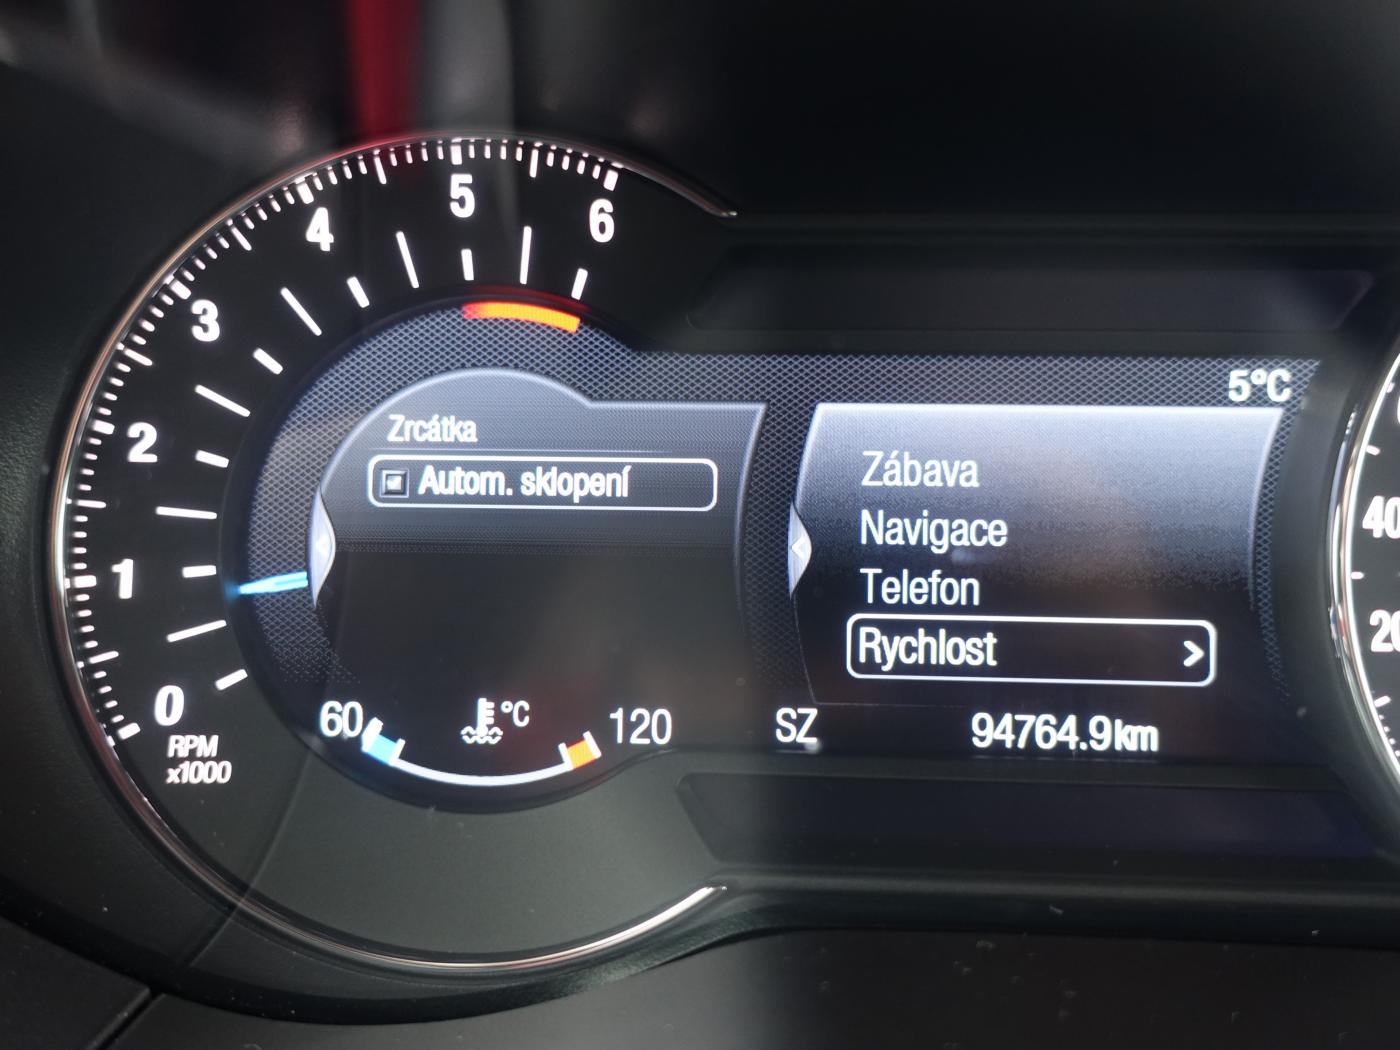 5
6
4
3
2
1
0
RPM
x1000
5°C
Zrcátka
Autom. sklopení
Zábava
Navigace
Telefon
Rychlost
60
°C
120
SZ
94764.9km
20